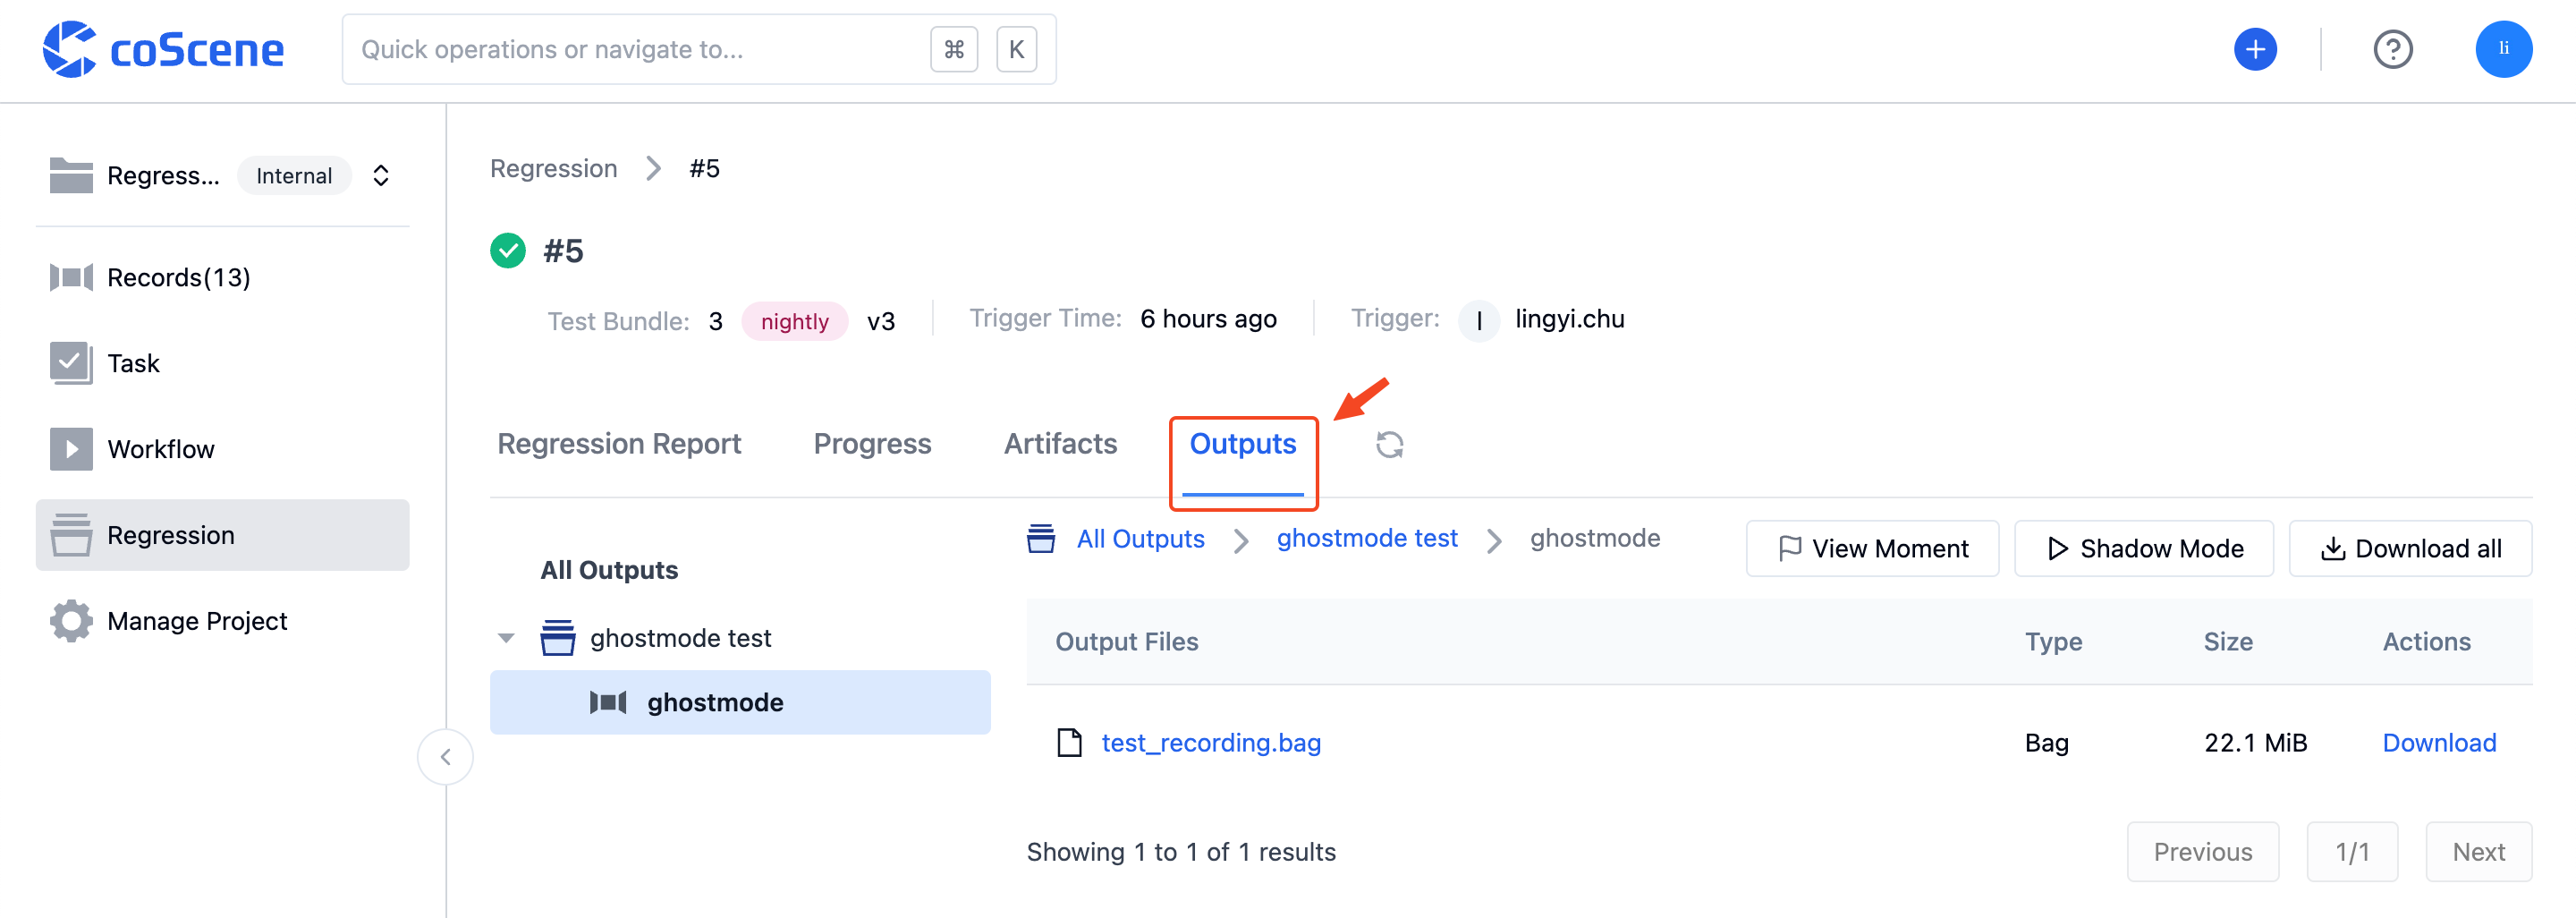 coScene
Quick operations or navigate to...
⌘ K
li
Regress... Internal
Records(13)
Task
Workflow
Regression
Manage Project
Regression #5
#5
Test Bundle: 3 nightly v3 Trigger Time: 6 hours ago Trigger: l lingyi.chu
Regression Report Progress Artifacts Outputs
All Outputs
ghostmode test
ghostmode
All Outputs ghostmode test ghostmode
View Moment Shadow Mode Download all
Output Files Type Size Actions
test_recording.bag Bag 22.1 MiB Download
Showing 1 to 1 of 1 results
Previous 1/1 Next